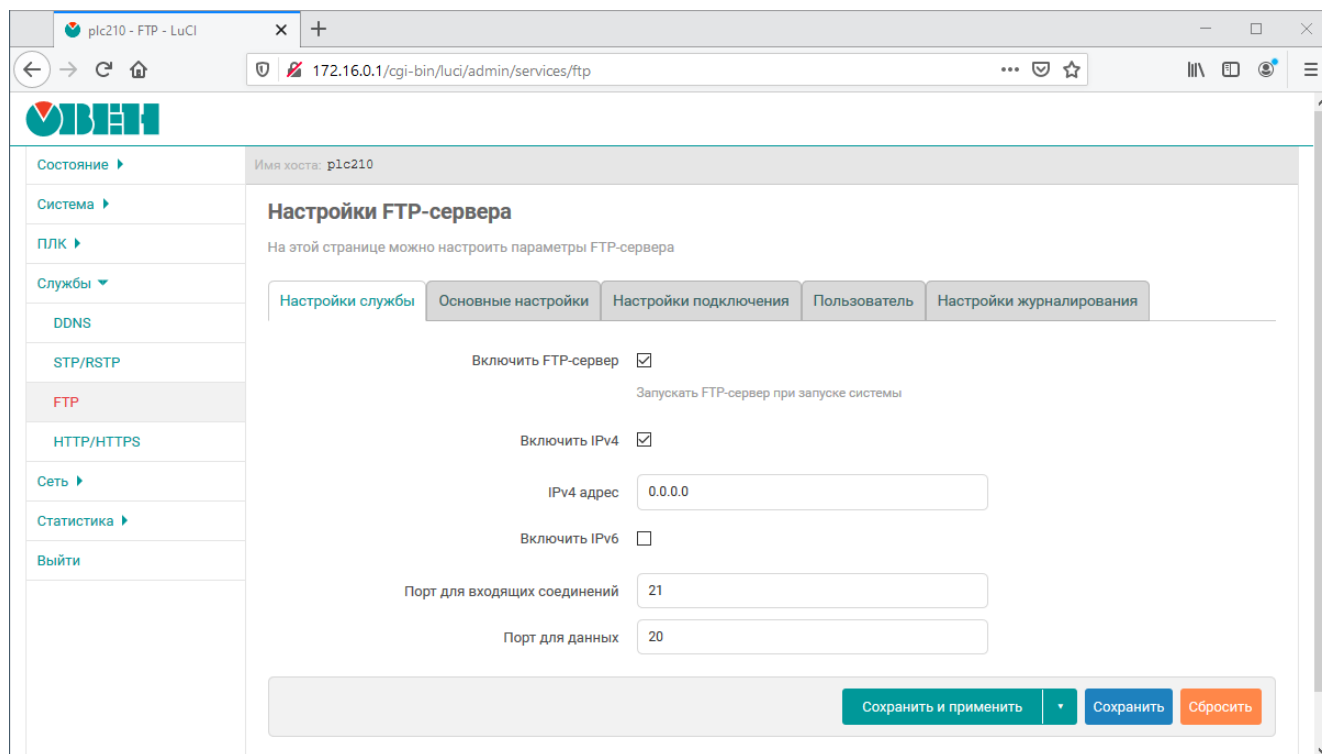 plc210 - FTP - LuCI
172.16.0.1/cgi-bin/luci/admin/services/ftp
ОВЕН
Состояние
Имя хоста: plc210
Система
ПЛК
Службы
DDNS
STP/RSTP
FTP
HTTP/HTTPS
Сеть
Статистика
Выйти
Настройки FTP-сервера
На этой странице можно настроить параметры FTP-сервера
Настройки службы Основные настройки Настройки подключения Пользователь Настройки журналирования
Включить FTP-сервер
Запускать FTP-сервер при запуске системы
Включить IPv4
IPv4 адрес 0.0.0.0
Включить IPv6
Порт для входящих соединений 21
Порт для данных 20
Сохранить и применить Сохранить Сбросить